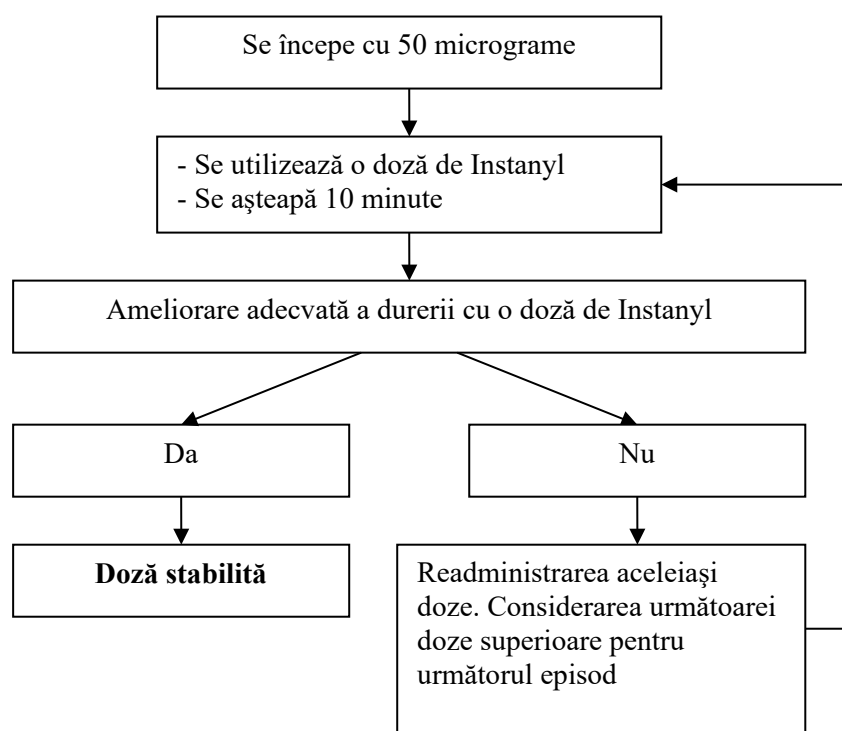 Se începe cu 50 micrograme
- Se utilizează o doză de Instanyl
- Se aşteapă 10 minute
Ameliorare adecvată a durerii cu o doză de Instanyl
Da
Nu
Doză stabilită
Readministrarea aceleiaşi
doze. Considerarea următoarei
doze superioare pentru
următorul episod